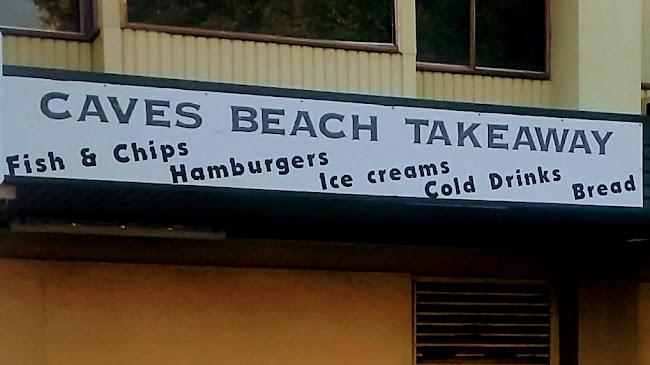 CAVES BEACH TAKEAWAY
Fish & Chips
Hamburgers
Ice creams
Cold Drinks
Bread